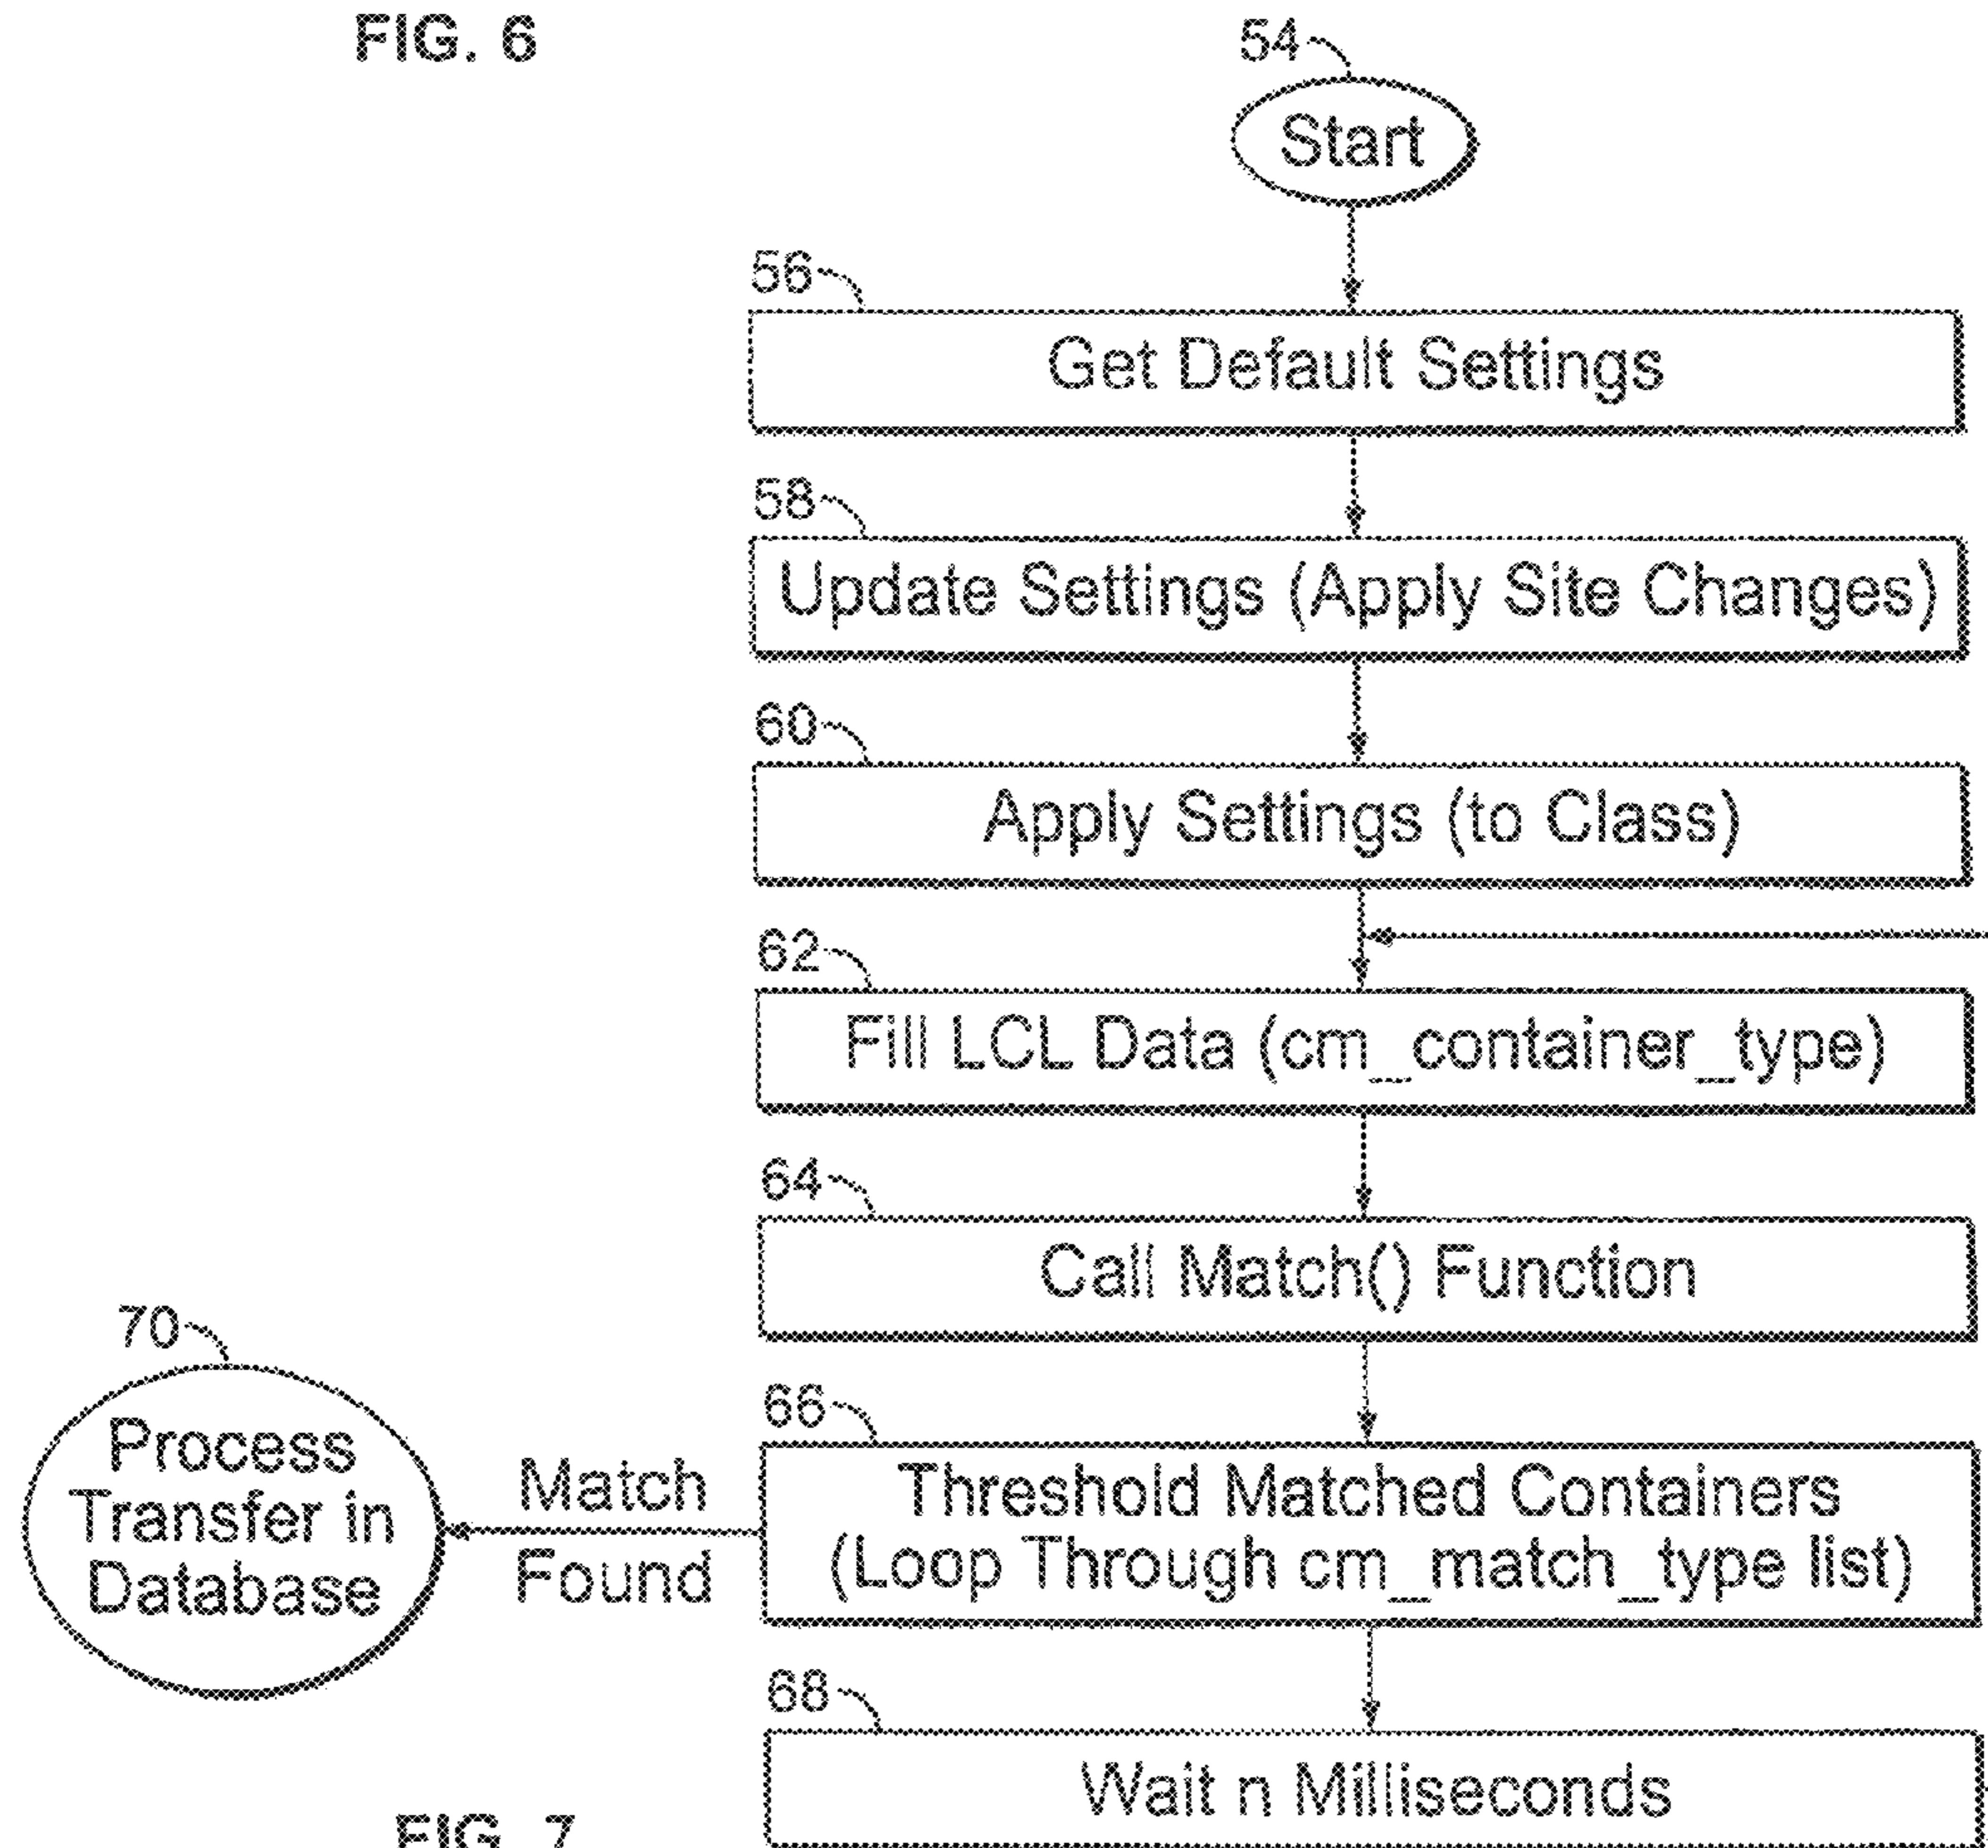 FIG. 6
54
Start
56
Get Default Settings
58
Update Settings (Apply Site Changes)
60
Apply Settings (to Class)
62
Fill LCL Data (cm_container_type)
64
Call Match() Function
70
Process
Transfer in
Database
Match
Found
66
Threshold Matched Containers
(Loop Through cm_match_type list)
68
Wait n Milliseconds
FIG. 7